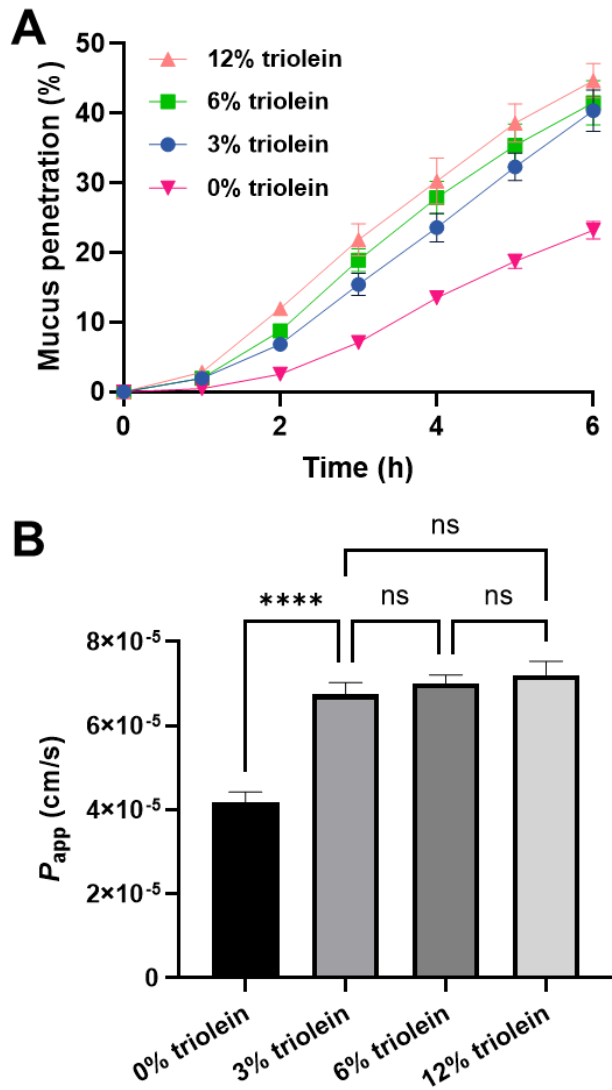 A
Mucus penetration (%)
50
40
30
20
10
0
12% triolein
6% triolein
3% triolein
0% triolein
0 2 4 6
Time (h)
B
ns
**** ns ns
P_app (cm/s)
8×10⁻⁵
6×10⁻⁵
4×10⁻⁵
2×10⁻⁵
0
0% triolein
3% triolein
6% triolein
12% triolein